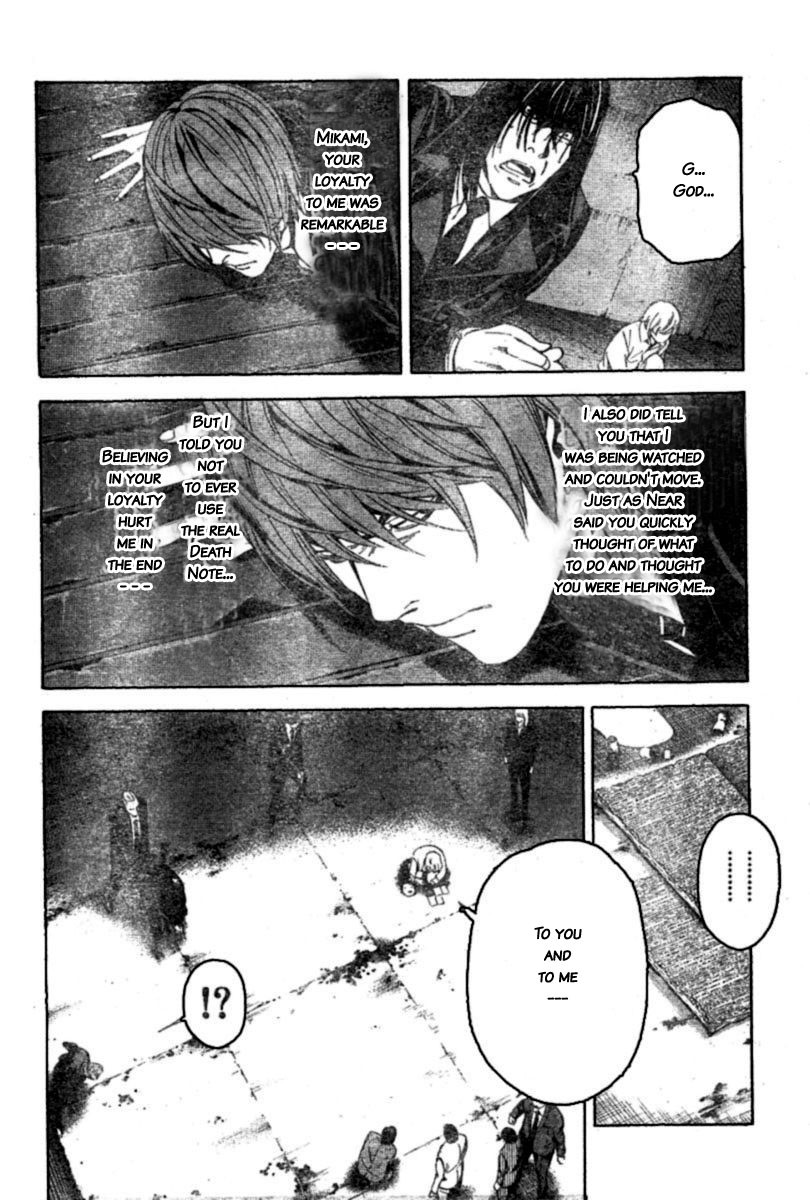 G...
GOD...
MIKAMI,
YOUR
LOYALTY
TO ME WAS
REMARKABLE
---
I ALSO DID TELL
YOU THAT I
WAS BEING WATCHED
AND COULDN'T MOVE.
JUST AS NEAR
SAID YOU QUICKLY
THOUGHT OF WHAT
TO DO AND THOUGHT
YOU WERE HELPING ME...
BUT I
TOLD YOU
NOT
TO EVER
USE
THE REAL
DEATH
NOTE...
BELIEVING
IN YOUR
LOYALTY
HURT
ME IN
THE END
---
..........
TO YOU
AND
TO ME
---
!?